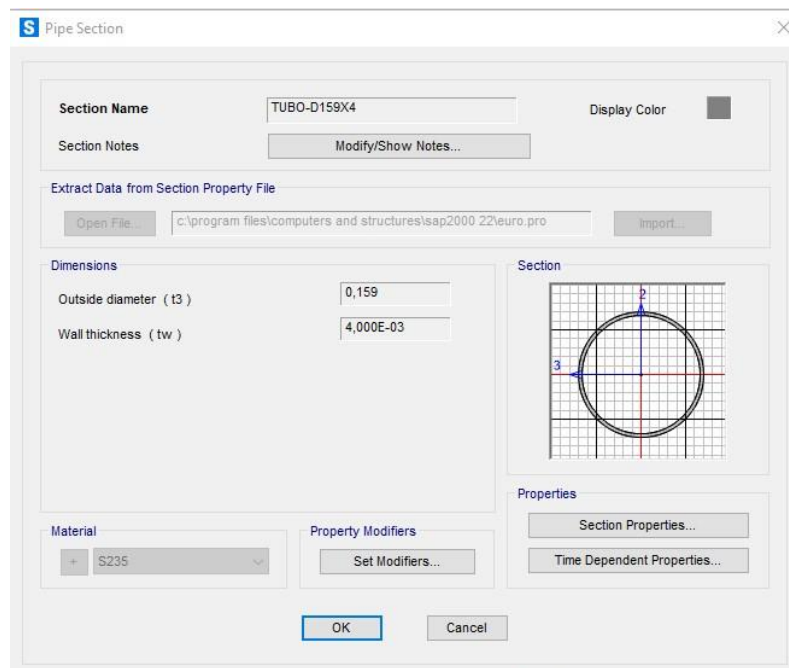 S Pipe Section
Section Name TUBO-D159X4 Display Color
Section Notes Modify/Show Notes...
Extract Data from Section Property File
Open File... c:\program files\computers and structures\sap2000 22\euro.pro Import...
Dimensions
Outside diameter ( t3 ) 0,159
Wall thickness ( tw ) 4,000E-03
Section
2
3
Properties
Section Properties...
Time Dependent Properties...
Material
+ S235
Property Modifiers
Set Modifiers...
OK Cancel